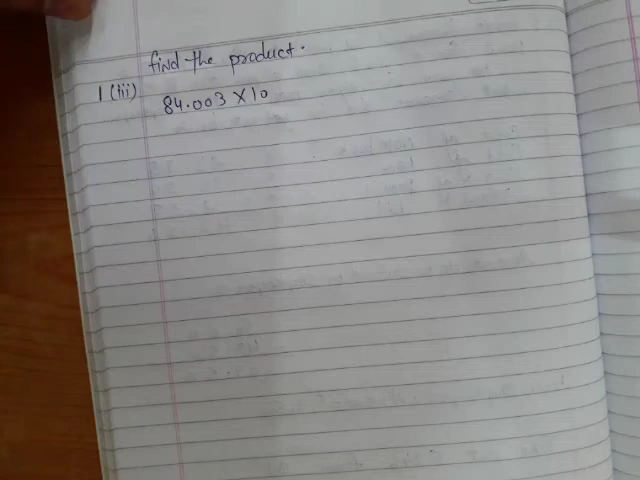 find the product.
1 (iii) 84.003 × 10